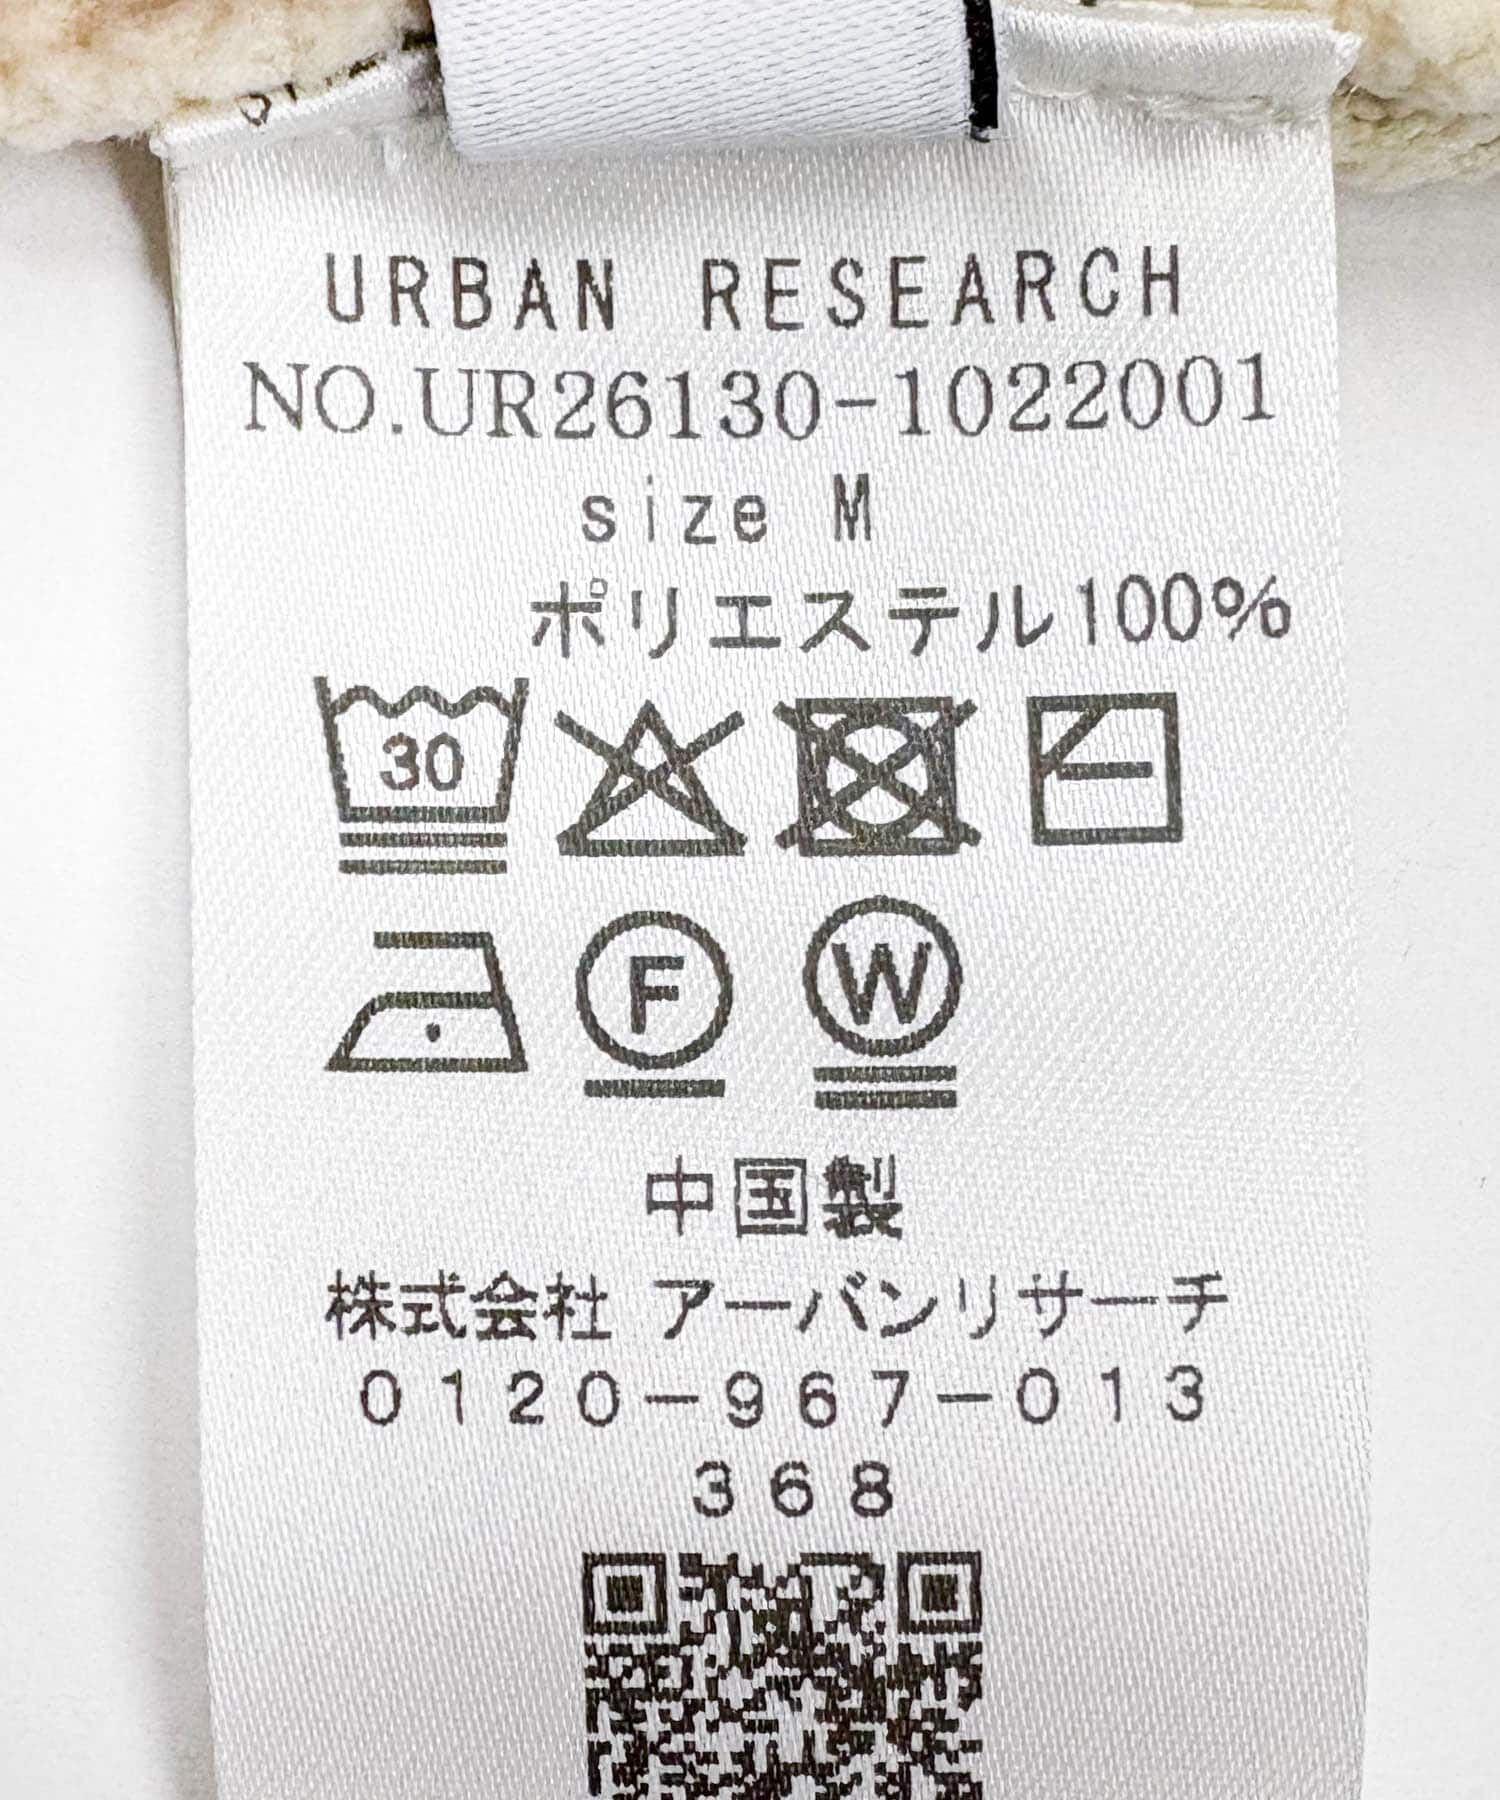 URBAN RESEARCH
NO.UR26130-1022001
size M
ポリエステル100%
30
F W
中国製
株式会社 アーバンリサーチ
0120-967-013
368